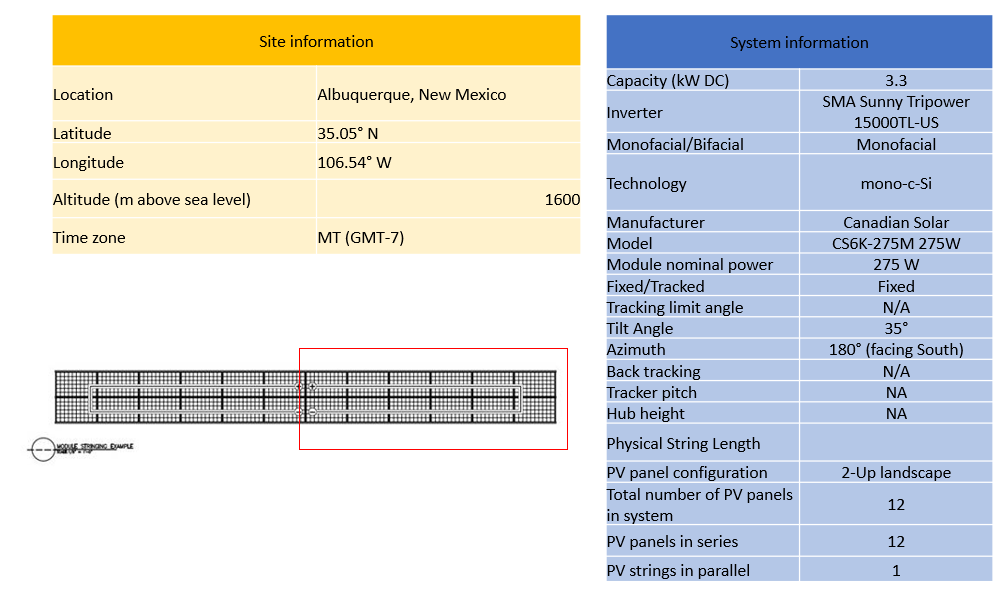 Site information
Location Albuquerque, New Mexico
Latitude 35.05° N
Longitude 106.54° W
Altitude (m above sea level) 1600
Time zone MT (GMT-7)
MODULE STRINGING EXAMPLE
System information
Capacity (kW DC) 3.3
Inverter SMA Sunny Tripower
15000TL-US
Monofacial/Bifacial Monofacial
Technology mono-c-Si
Manufacturer Canadian Solar
Model CS6K-275M 275W
Module nominal power 275 W
Fixed/Tracked Fixed
Tracking limit angle N/A
Tilt Angle 35°
Azimuth 180° (facing South)
Back tracking N/A
Tracker pitch NA
Hub height NA
Physical String Length
PV panel configuration 2-Up landscape
Total number of PV panels
in system 12
PV panels in series 12
PV strings in parallel 1